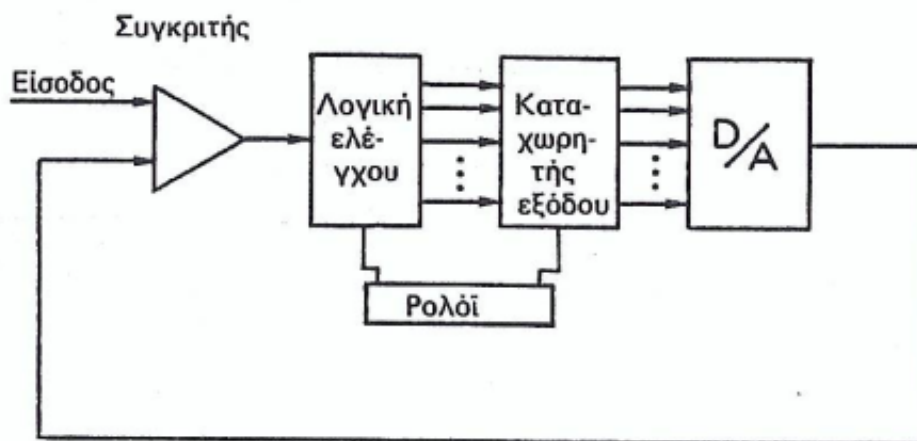 Συγκριτής
Είσοδος
Λογική
ελέ-
γχου
Κατα-
χωρη-
τής
εξόδου
D/A
Ρολόϊ